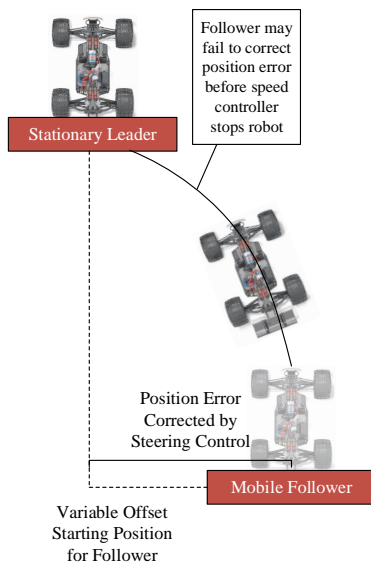 Follower may
fail to correct
position error
before speed
controller
stops robot
Stationary Leader
Position Error
Corrected by
Steering Control
Mobile Follower
Variable Offset
Starting Position
for Follower